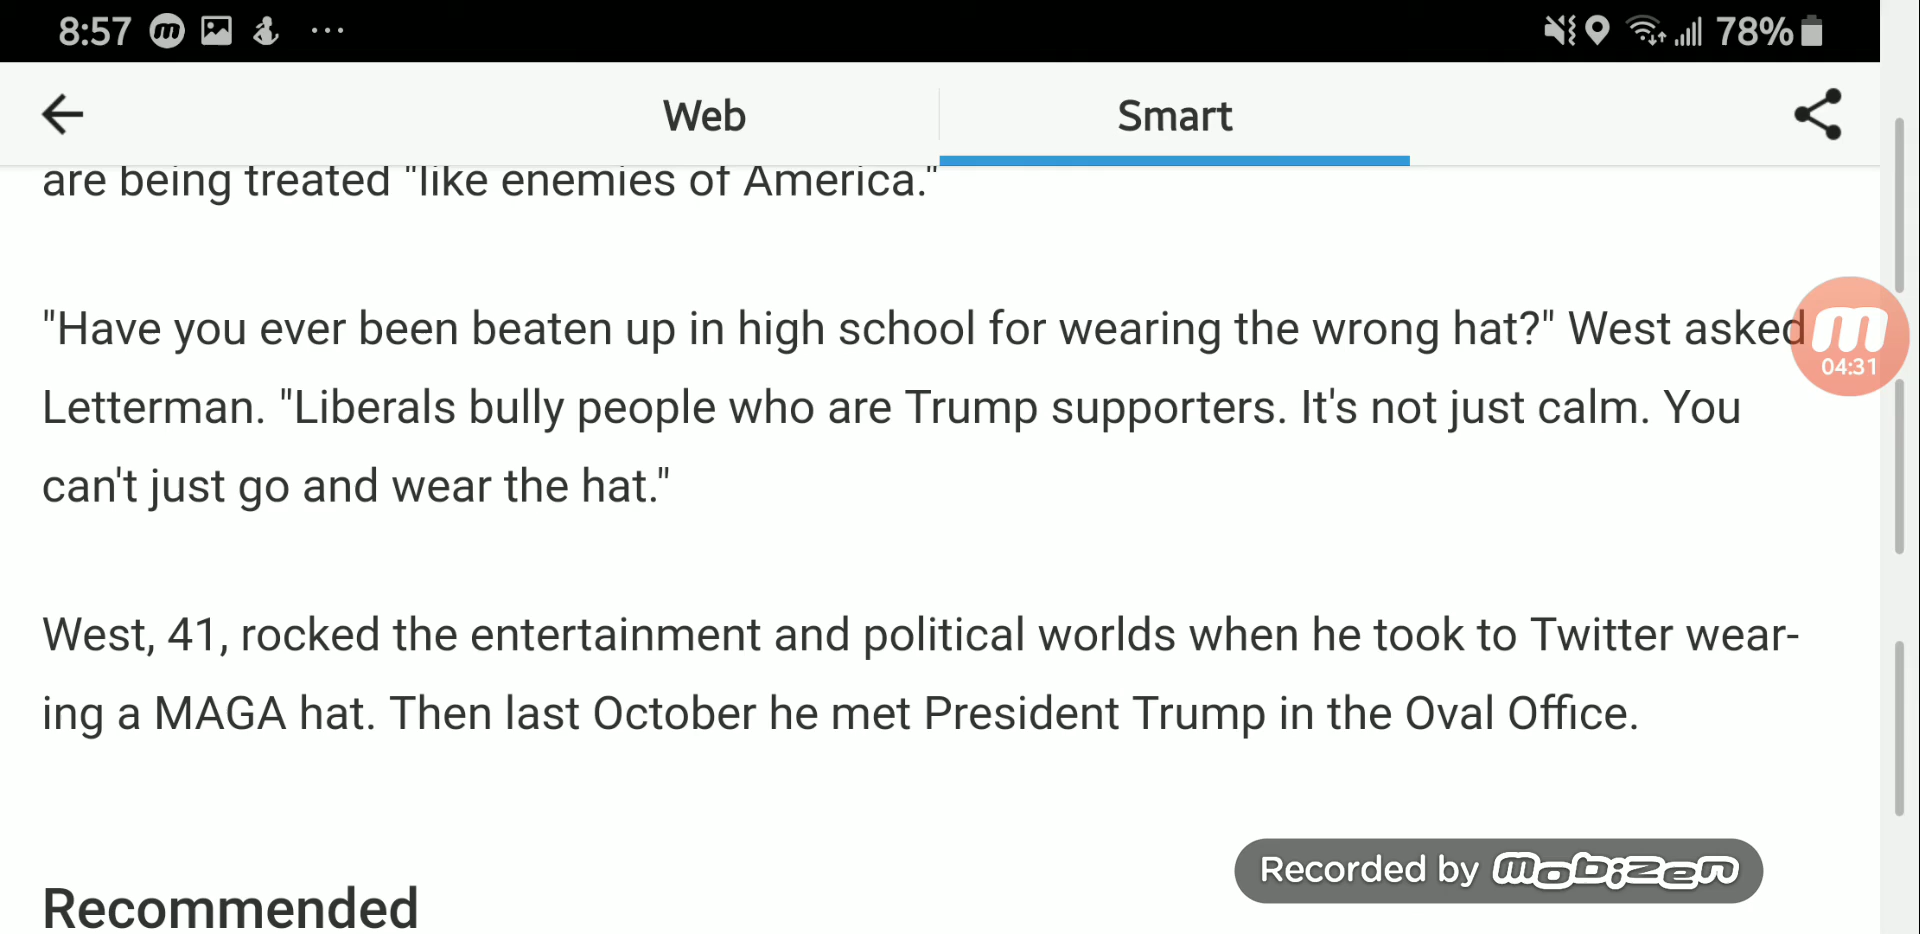 8:57 m ... 78%
Web Smart
are being treated "like enemies of America."
"Have you ever been beaten up in high school for wearing the wrong hat?" West asked
m
04:31
Letterman. "Liberals bully people who are Trump supporters. It's not just calm. You
can't just go and wear the hat."
West, 41, rocked the entertainment and political worlds when he took to Twitter wear-
ing a MAGA hat. Then last October he met President Trump in the Oval Office.
Recorded by mobizen
Recommended